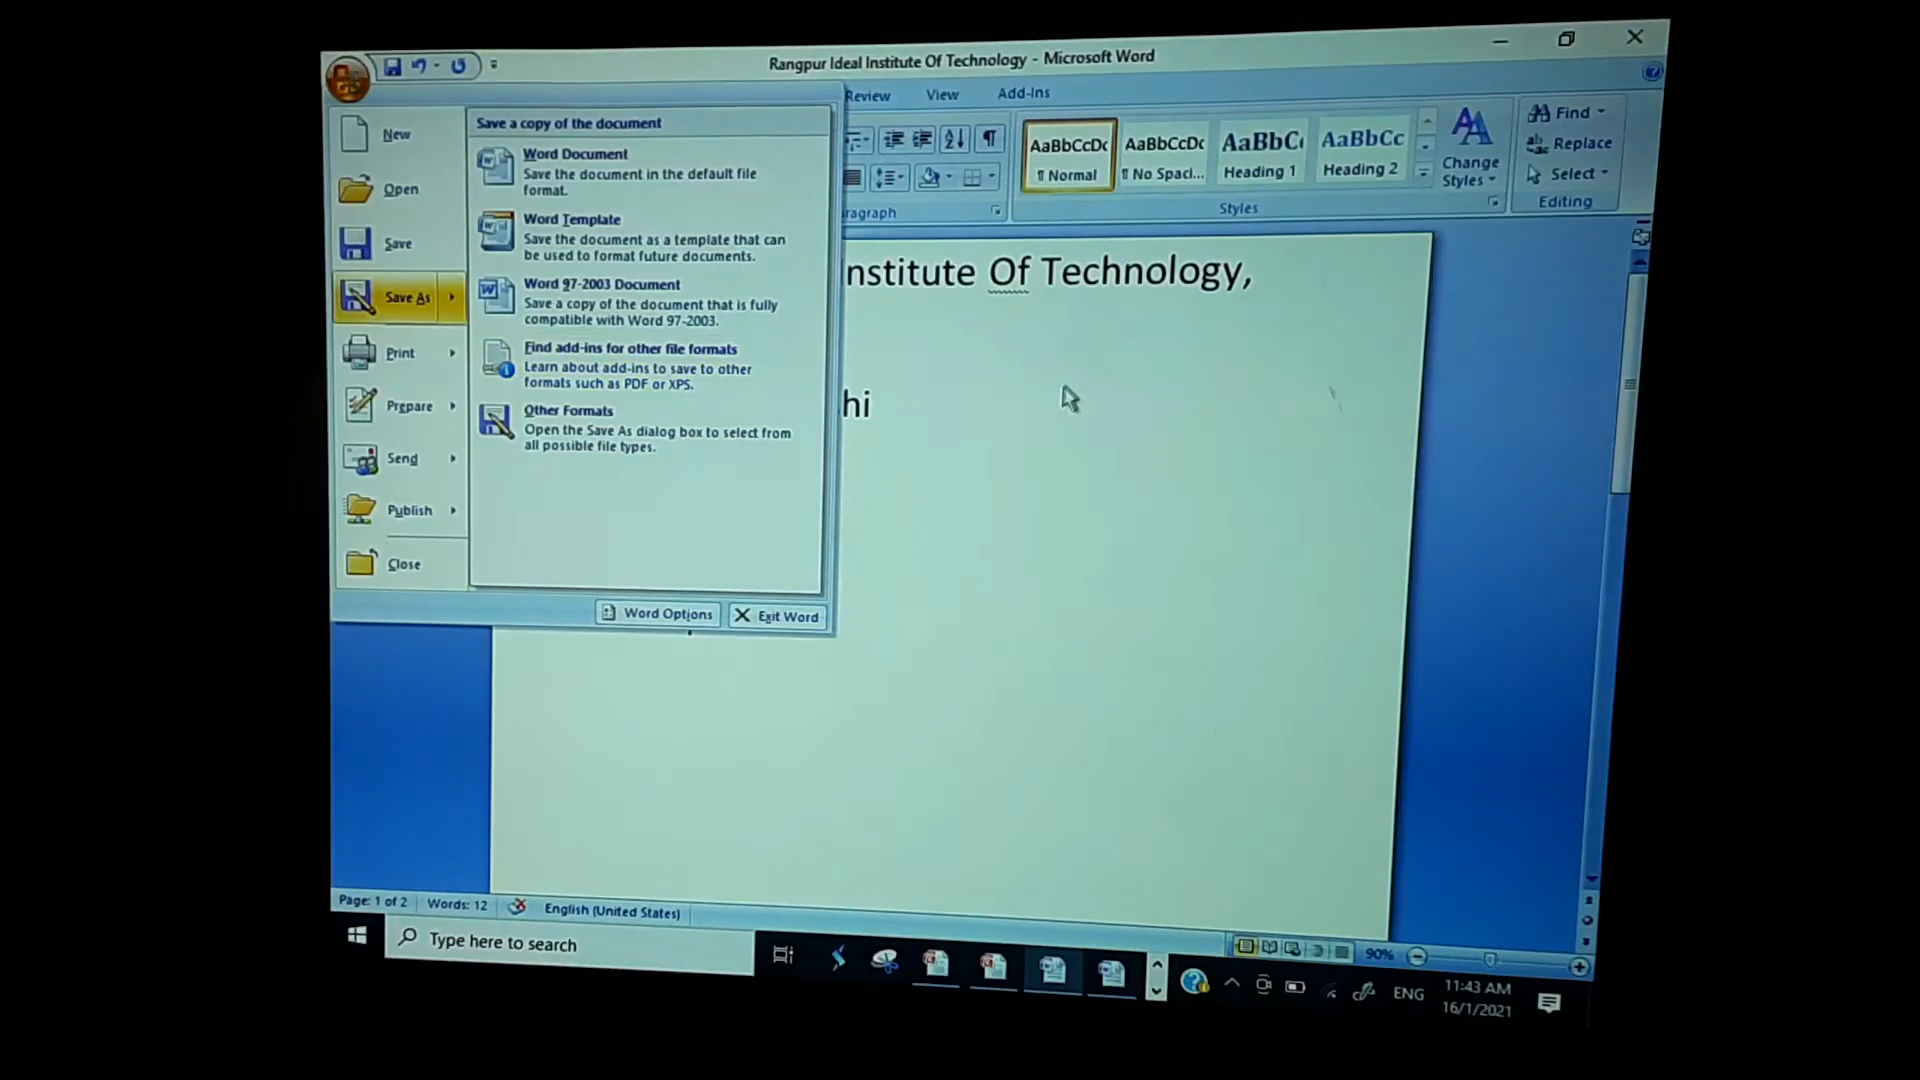 Rangpur Ideal Institute Of Technology - Microsoft Word
Review View Add-Ins
New
Open
Save
Save As
Print
Prepare
Send
Publish
Close
Save a copy of the document
Word Document
Save the document in the default file
format.
Word Template
Save the document as a template that can
be used to format future documents.
Word 97-2003 Document
Save a copy of the document that is fully
compatible with Word 97-2003.
Find add-ins for other file formats
Learn about add-ins to save to other
formats such as PDF or XPS.
Other Formats
Open the Save As dialog box to select from
all possible file types.
Word Options
Exit Word
AaBbCcDc
¶ Normal
AaBbCcDc
¶ No Spaci...
AaBbC
Heading 1
AaBbCc
Heading 2
Change
Styles
Styles
Find
Replace
Select
Editing
ragraph
nstitute Of Technology,
hi
Page: 1 of 2
Words: 12
English (United States)
90%
Type here to search
ENG
11:43 AM
16/1/2021